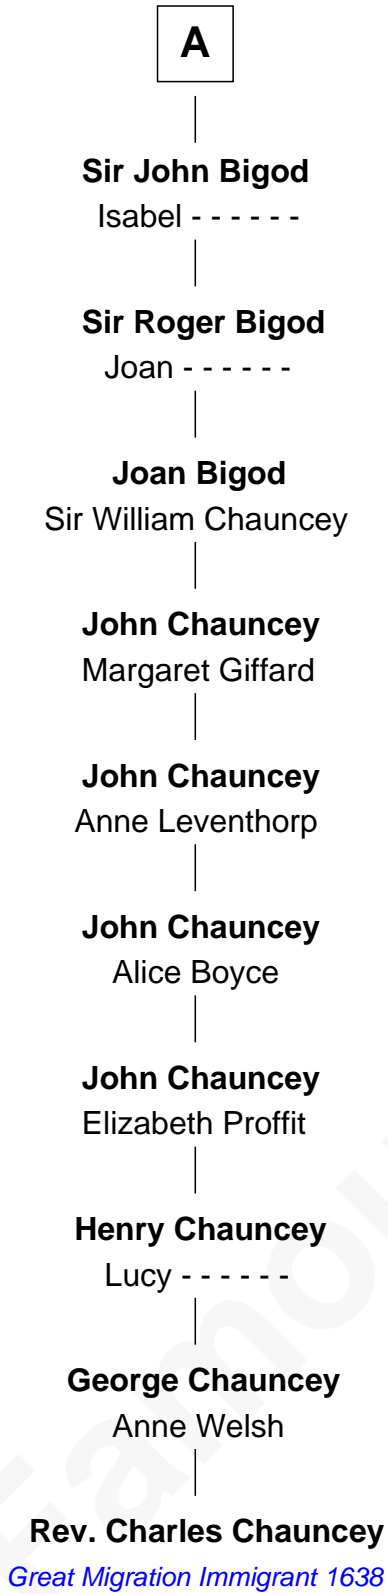 A
Sir John Bigod
Isabel - - - - - -
Sir Roger Bigod
Joan - - - - - -
Joan Bigod
Sir William Chauncey
John Chauncey
Margaret Giffard
John Chauncey
Anne Leventhorp
John Chauncey
Alice Boyce
John Chauncey
Elizabeth Proffit
Henry Chauncey
Lucy - - - - - -
George Chauncey
Anne Welsh
Rev. Charles Chauncey
Great Migration Immigrant 1638